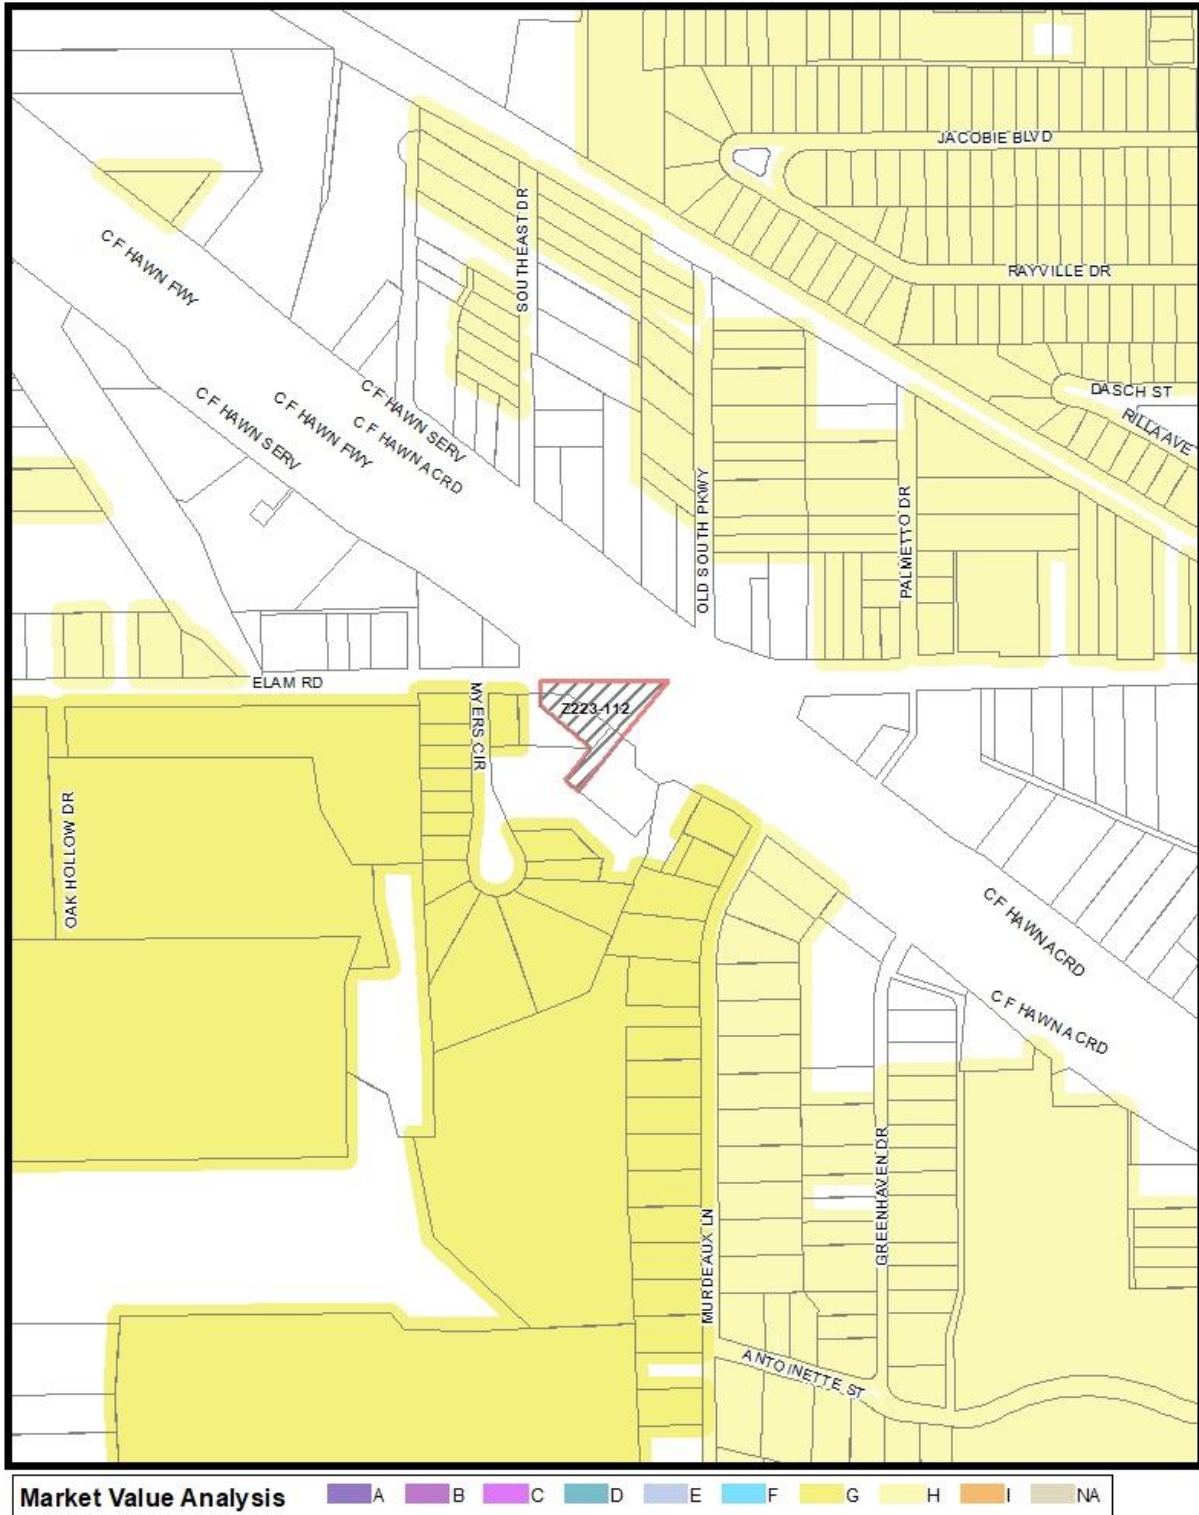 JACOBIE BLVD
SOUTHEAST DR
C F HAWN FWY
RAYVILLE DR
DASCH ST
RILLA AVE
C F HAWN SERV
C F HAWN FWY
C F HAWN ACRD
C F HAWN SERV
OLD SOUTH PKWY
PALMETTO DR
ELAM RD
MYERS CIR
Z223-112
OAK HOLLOW DR
C F HAWN ACRD
C F HAWN ACRD
GREENHAVEN DR
MURDEAUX LN
ANTOINETTE ST
Market Value Analysis A B C D E F G H I NA